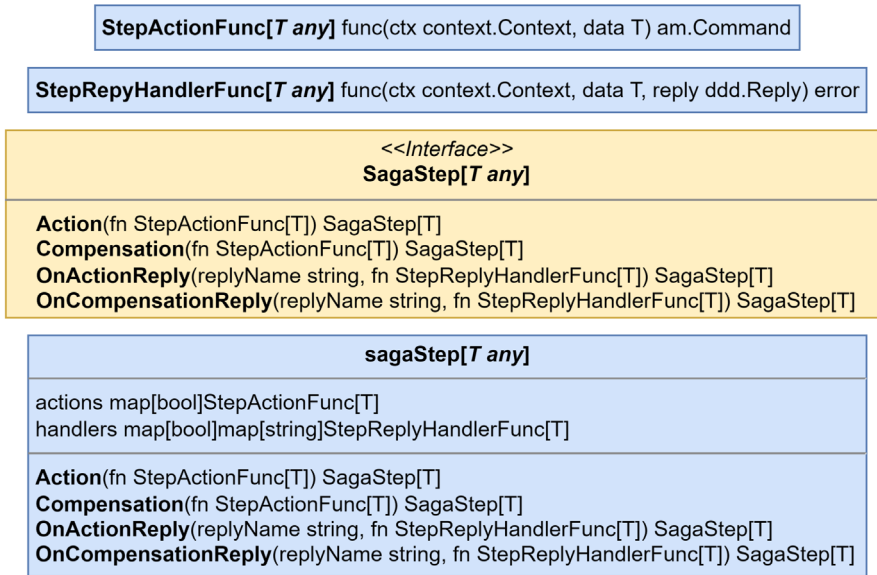 StepActionFunc[T any] func(ctx context.Context, data T) am.Command
StepRepyHandlerFunc[T any] func(ctx context.Context, data T, reply ddd.Reply) error
<<Interface>>
SagaStep[T any]
Action(fn StepActionFunc[T]) SagaStep[T]
Compensation(fn StepActionFunc[T]) SagaStep[T]
OnActionReply(replyName string, fn StepReplyHandlerFunc[T]) SagaStep[T]
OnCompensationReply(replyName string, fn StepReplyHandlerFunc[T]) SagaStep[T]
sagaStep[T any]
actions map[bool]StepActionFunc[T]
handlers map[bool]map[string]StepReplyHandlerFunc[T]
Action(fn StepActionFunc[T]) SagaStep[T]
Compensation(fn StepActionFunc[T]) SagaStep[T]
OnActionReply(replyName string, fn StepReplyHandlerFunc[T]) SagaStep[T]
OnCompensationReply(replyName string, fn StepReplyHandlerFunc[T]) SagaStep[T]